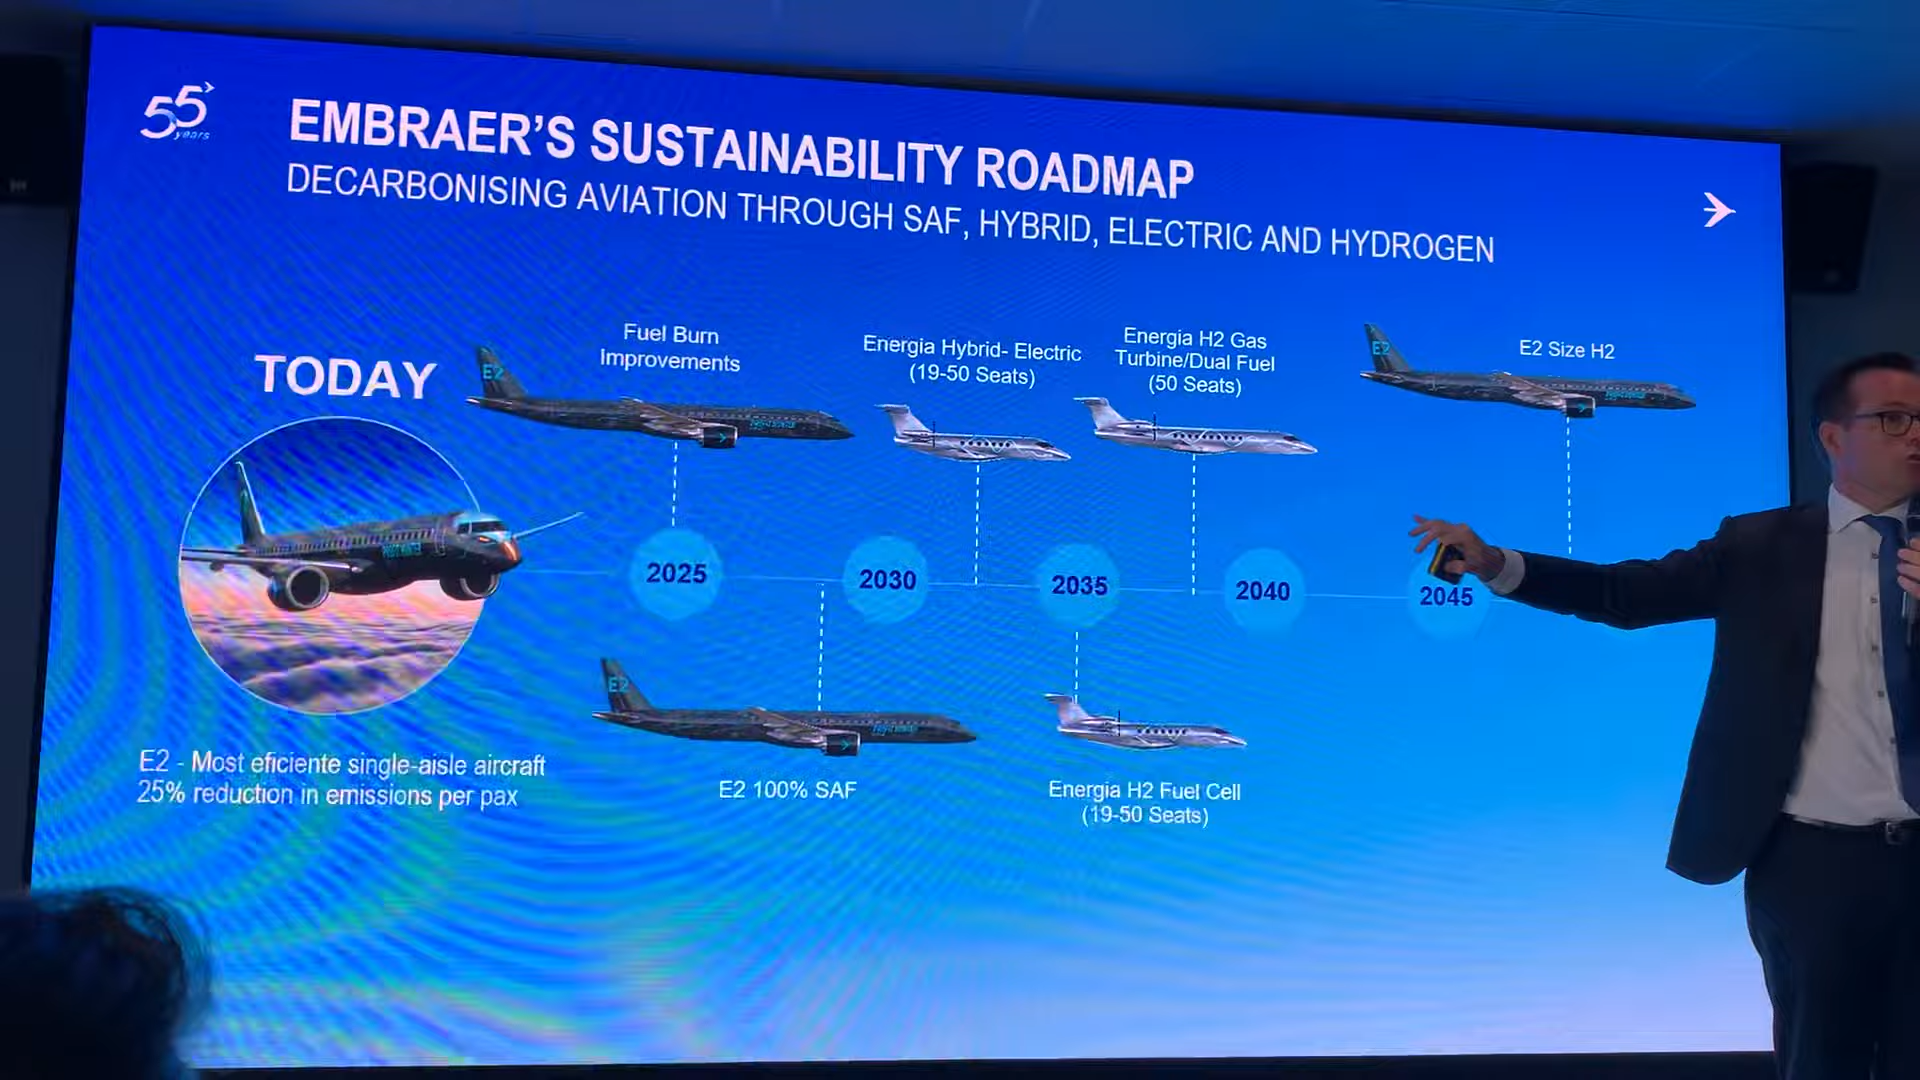 55
years
EMBRAER'S SUSTAINABILITY ROADMAP
DECARBONISING AVIATION THROUGH SAF, HYBRID, ELECTRIC AND HYDROGEN
TODAY
E2 - Most eficiente single-aisle aircraft
25% reduction in emissions per pax
Fuel Burn
Improvements
E2
Energia Hybrid- Electric
(19-50 Seats)
Energia H2 Gas
Turbine/Dual Fuel
(50 Seats)
E2 Size H2
E2
2025
2030
2035
2040
2045
E2
E2 100% SAF
Energia H2 Fuel Cell
(19-50 Seats)